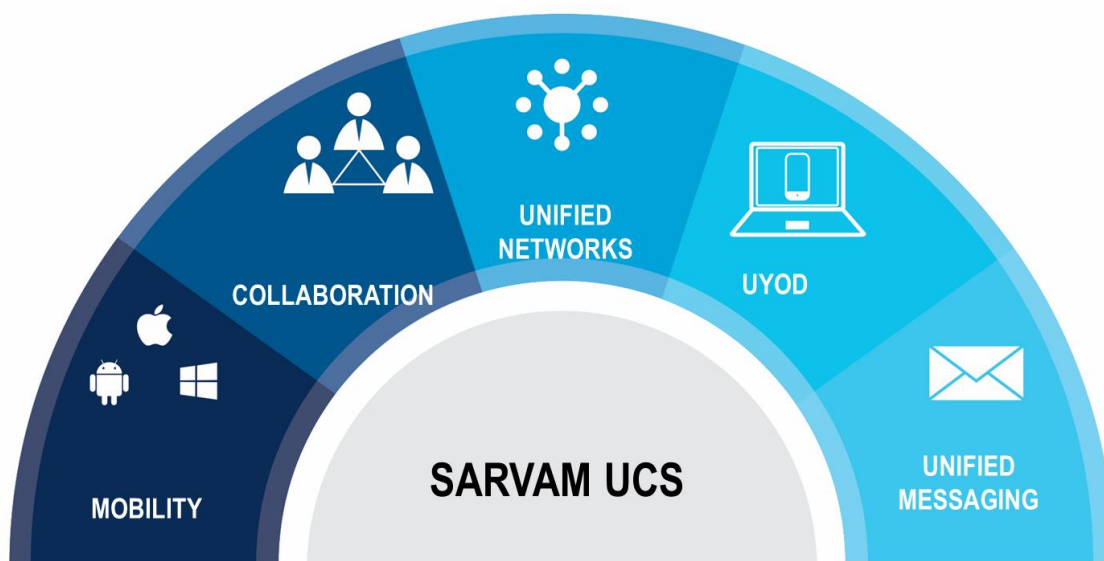 MOBILITY
COLLABORATION
UNIFIED
NETWORKS
UYOD
UNIFIED
MESSAGING
SARVAM UCS